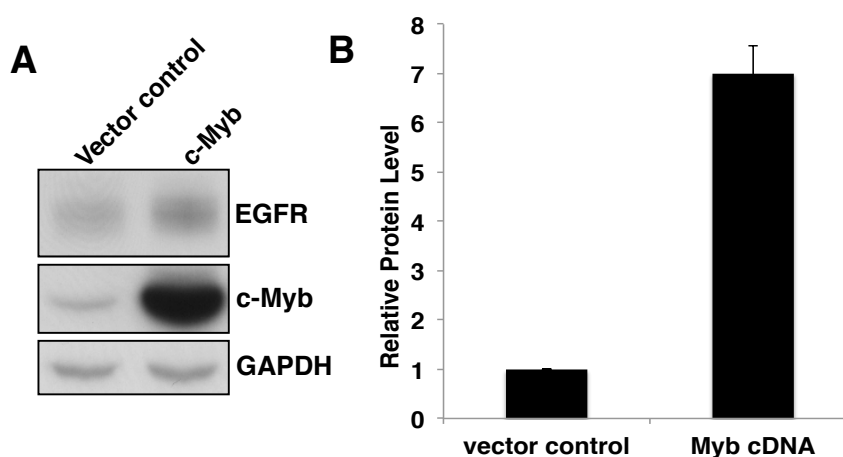 A
Vector control
c-Myb
EGFR
c-Myb
GAPDH
B
Relative Protein Level
8
7
6
5
4
3
2
1
0
vector control
Myb cDNA